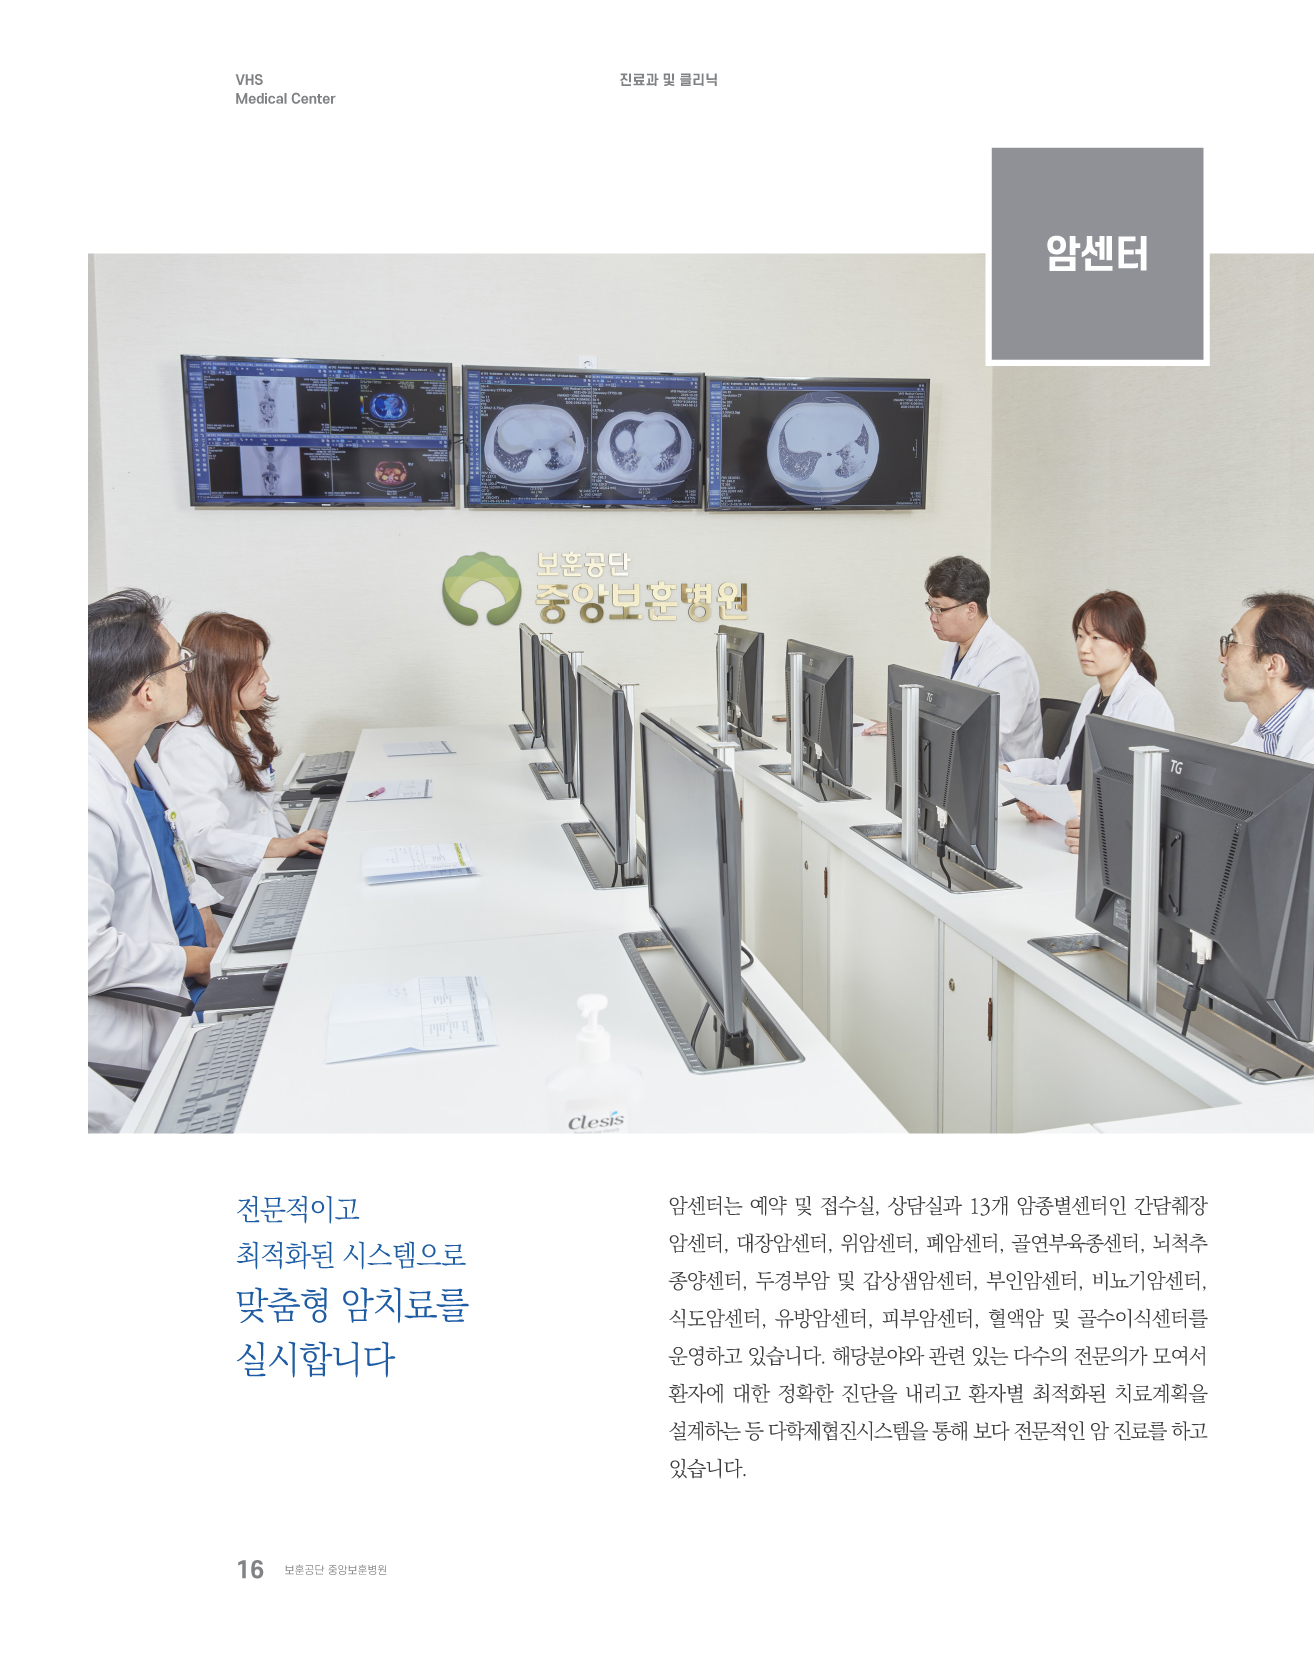 VHS
Medical Center
진료과 및 클리닉
암센터
보훈공단
중앙보훈병원
TG
TG
TG
Clesis
전문적이고
최적화된 시스템으로
맞춤형 암치료를
실시합니다
암센터는 예약 및 접수실, 상담실과 13개 암종별센터인 간담췌장
암센터, 대장암센터, 위암센터, 폐암센터, 골연부육종센터, 뇌척추
종양센터, 두경부암 및 갑상샘암센터, 부인암센터, 비뇨기암센터,
식도암센터, 유방암센터, 피부암센터, 혈액암 및 골수이식센터를
운영하고 있습니다. 해당분야와 관련 있는 다수의 전문의가 모여서
환자에 대한 정확한 진단을 내리고 환자별 최적화된 치료계획을
설계하는 등 다학제협진시스템을 통해 보다 전문적인 암 진료를 하고
있습니다.
16 보훈공단 중앙보훈병원